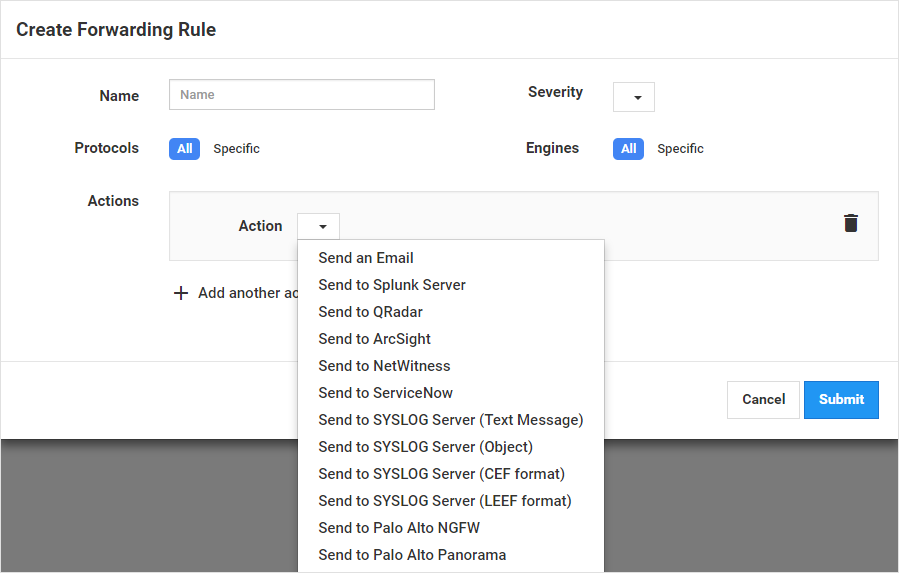 Create Forwarding Rule
Name Name Severity
Protocols All Specific Engines All Specific
Actions
Action
Send an Email
Send to Splunk Server
Add another ac
Send to QRadar
Send to ArcSight
Send to NetWitness
Send to ServiceNow
Cancel Submit
Send to SYSLOG Server (Text Message)
Send to SYSLOG Server (Object)
Send to SYSLOG Server (CEF format)
Send to SYSLOG Server (LEEF format)
Send to Palo Alto NGFW
Send to Palo Alto Panorama